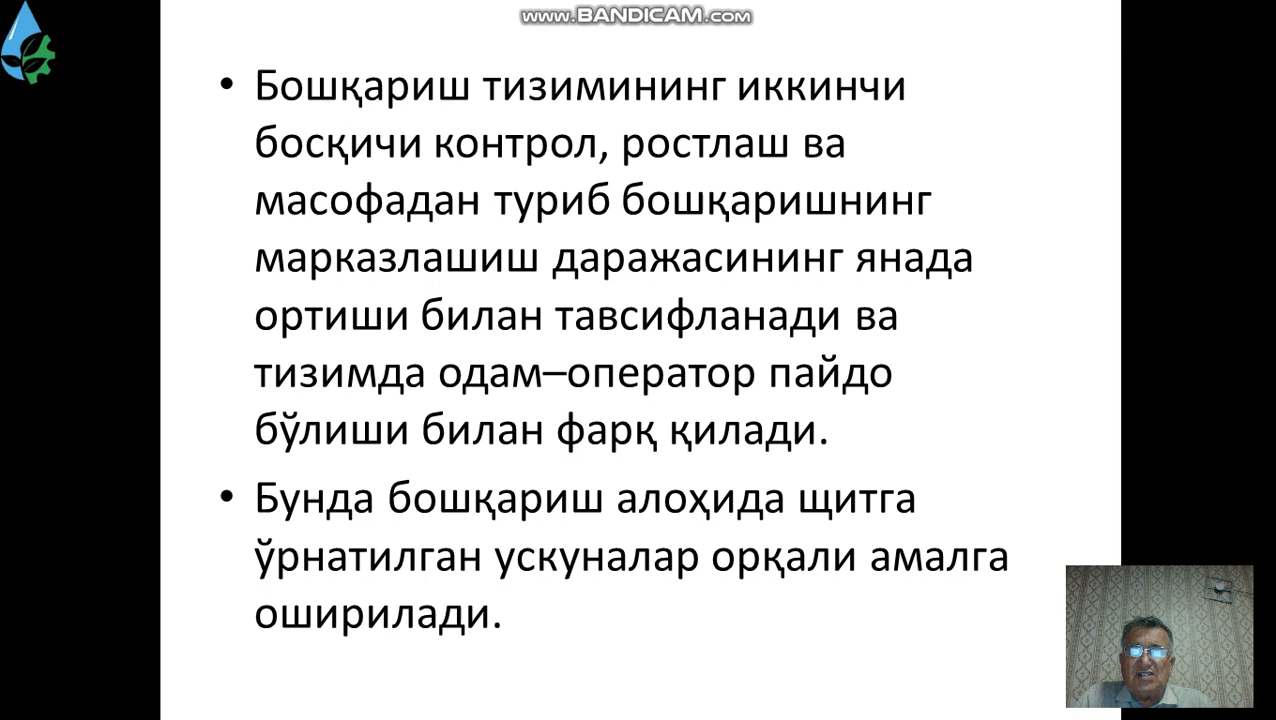 www.BANDICAM.com
• Бошқариш тизимининг иккинчи
босқичи контрол, ростлаш ва
масофадан туриб бошқаришнинг
марказлашиш даражасининг янада
ортиши билан тавсифланади ва
тизимда одам–оператор пайдо
бўлиши билан фарқ қилади.
• Бунда бошқариш алоҳида щитга
ўрнатилган ускуналар орқали амалга
оширилади.